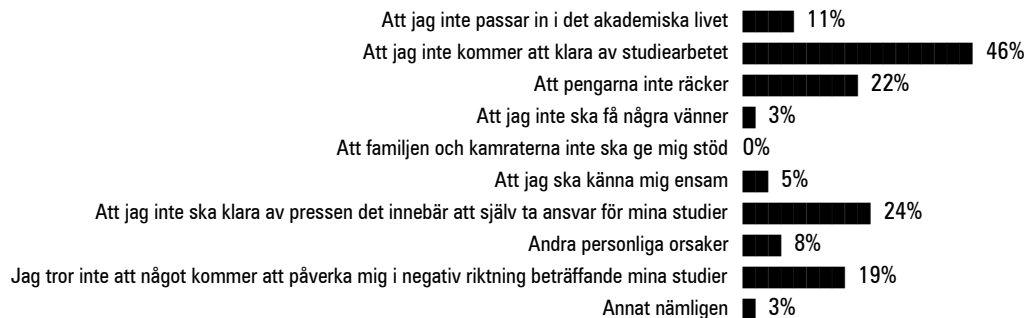 Att jag inte passar in i det akademiska livet 11%
Att jag inte kommer att klara av studiearbetet 46%
Att pengarna inte räcker 22%
Att jag inte ska få några vänner 3%
Att familjen och kamraterna inte ska ge mig stöd 0%
Att jag ska känna mig ensam 5%
Att jag inte ska klara av pressen det innebär att själv ta ansvar för mina studier 24%
Andra personliga orsaker 8%
Jag tror inte att något kommer att påverka mig i negativ riktning beträffande mina studier 19%
Annat nämligen 3%